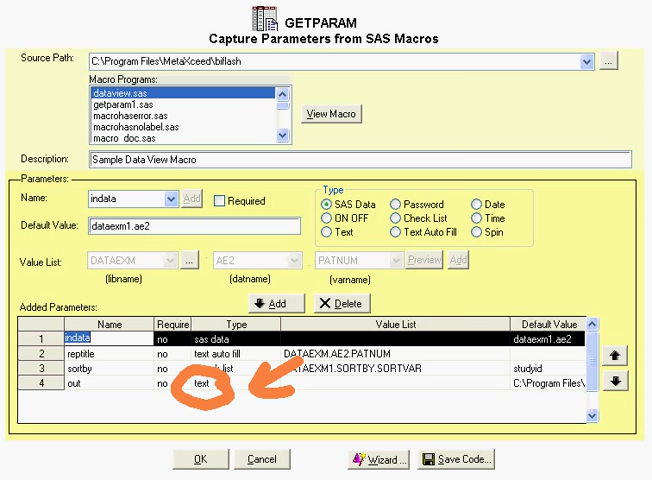 GETPARAM
Capture Parameters from SAS Macros
Source Path: C:\Program Files\MetaXceed\biflash ...
Macro Programs:
dataview.sas
getparam1.sas
macrohaserror.sas
macrohasnolabel.sas
macro_doc.sas
View Macro
Description: Sample Data View Macro
Parameters:
Name: indata Add Required
Type
SAS Data Password Date
ON OFF Check List Time
Text Text Auto Fill Spin
Default Value: dataexm1.ae2
Value List: DATAEXM ... AE2 PATNUM Preview Add
(libname) (datname) (varname)
Added Parameters: Add Delete
Name Require Type Value List Default Value
1 indata no sas data dataexm1.ae2
2 reptitle no text auto fill DATAEXM.AE2.PATNUM
3 sortby no list DATAEXM1.SORTBY.SORTVAR studyid
4 out no text C:\Program Files\
OK Cancel Wizard ... Save Code...